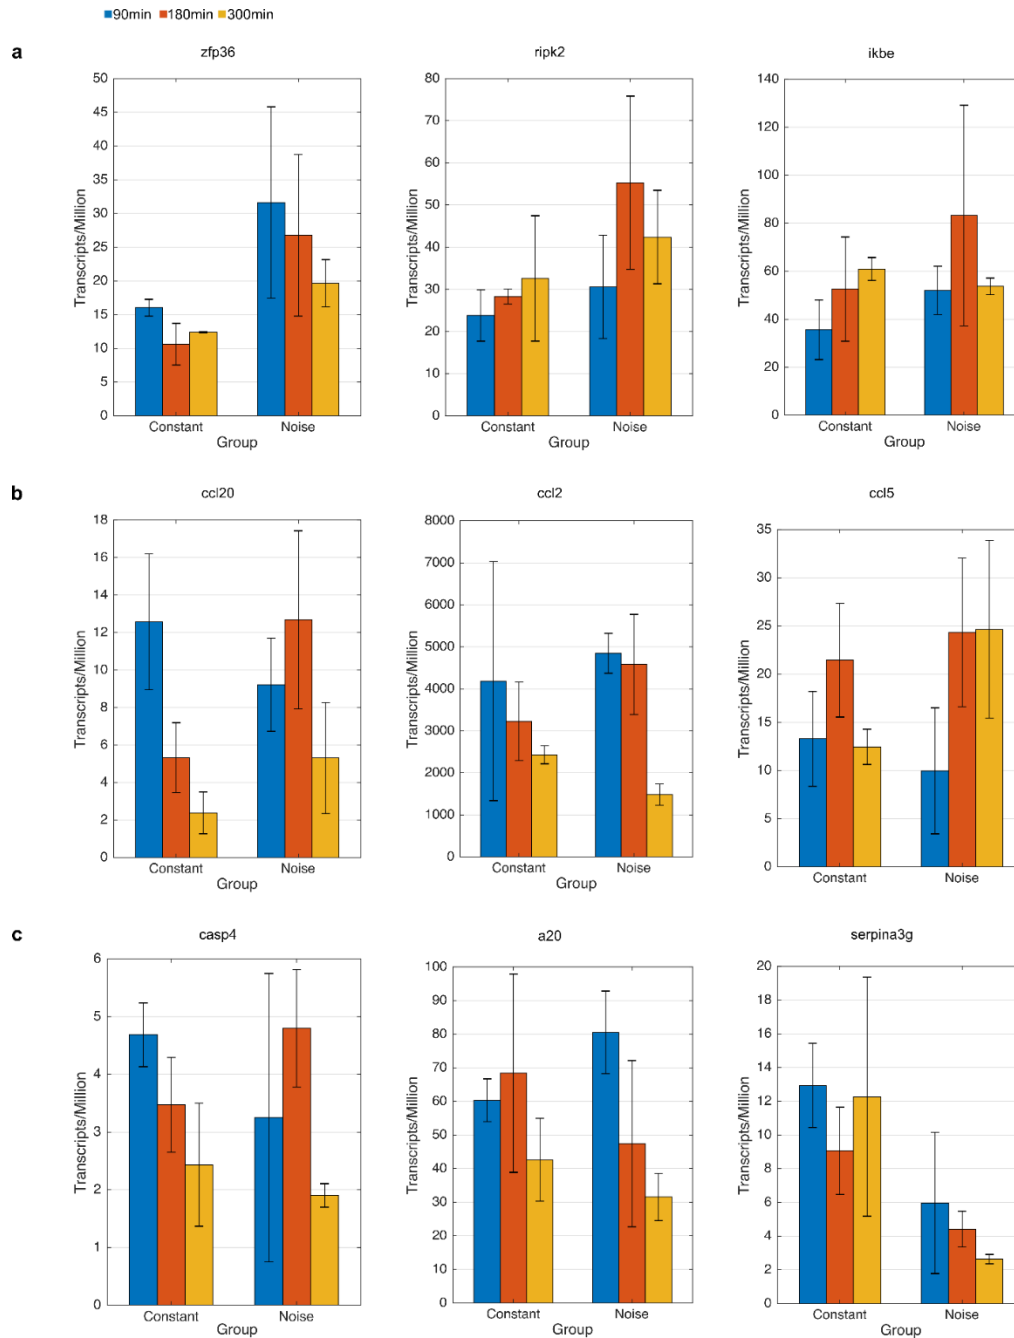 90min 180min 300min
a
zfp36
ripk2
ikbe
50
45
40
35
30
25
20
15
10
5
0
Transcripts/Million
Constant Noise
Group
80
70
60
50
40
30
20
10
0
Transcripts/Million
Constant Noise
Group
140
120
100
80
60
40
20
0
Transcripts/Million
Constant Noise
Group
b
ccl20
ccl2
ccl5
18
16
14
12
10
8
6
4
2
0
Transcripts/Million
Constant Noise
Group
8000
7000
6000
5000
4000
3000
2000
1000
0
Transcripts/Million
Constant Noise
Group
35
30
25
20
15
10
5
0
Transcripts/Million
Constant Noise
Group
c
casp4
a20
serpina3g
6
5
4
3
2
1
0
Transcripts/Million
Constant Noise
Group
100
90
80
70
60
50
40
30
20
10
0
Transcripts/Million
Constant Noise
Group
20
18
16
14
12
10
8
6
4
2
0
Transcripts/Million
Constant Noise
Group